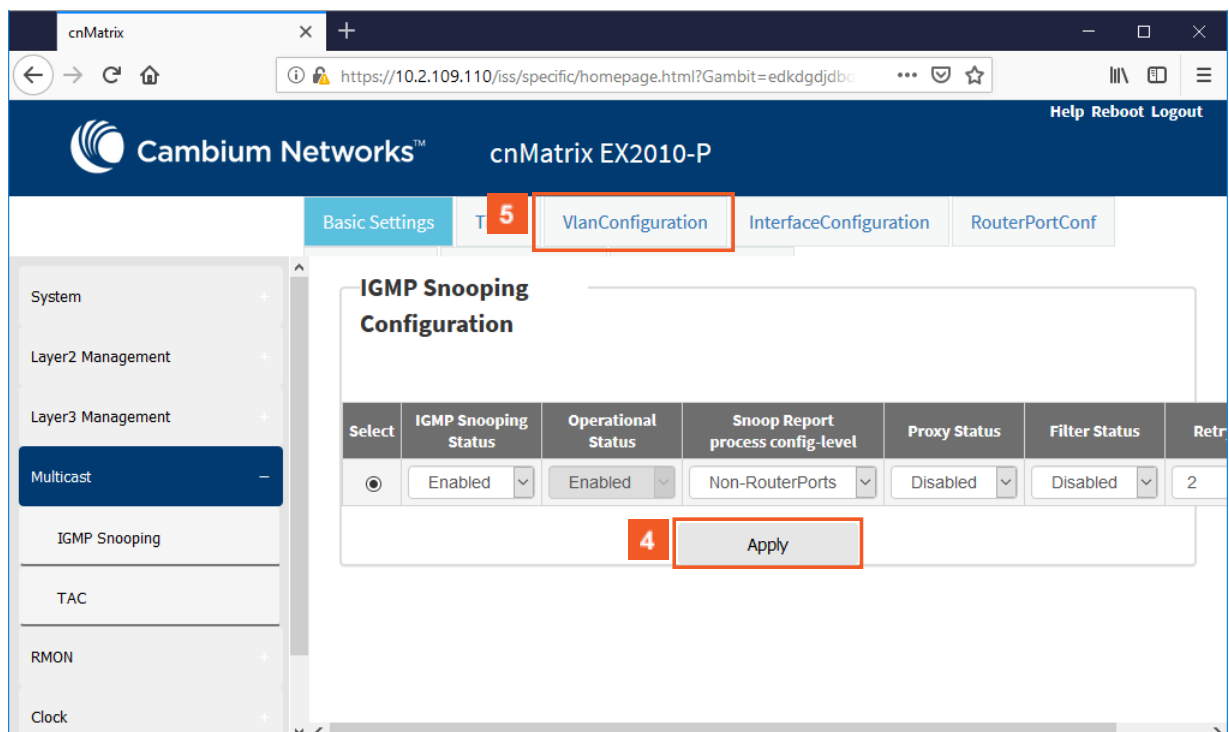 cnMatrix
https://10.2.109.110/iss/specific/homepage.html?Gambit=edkdgdjdbd
Help Reboot Logout
Cambium Networks™
cnMatrix EX2010-P
Basic Settings
5
VlanConfiguration
InterfaceConfiguration
RouterPortConf
System +
Layer2 Management +
Layer3 Management +
Multicast −
IGMP Snooping
TAC
RMON +
Clock +
IGMP Snooping
Configuration
Select
IGMP Snooping
Status
Operational
Status
Snoop Report
process config-level
Proxy Status
Filter Status
Retr
Enabled
Enabled
Non-RouterPorts
Disabled
Disabled
2
4
Apply